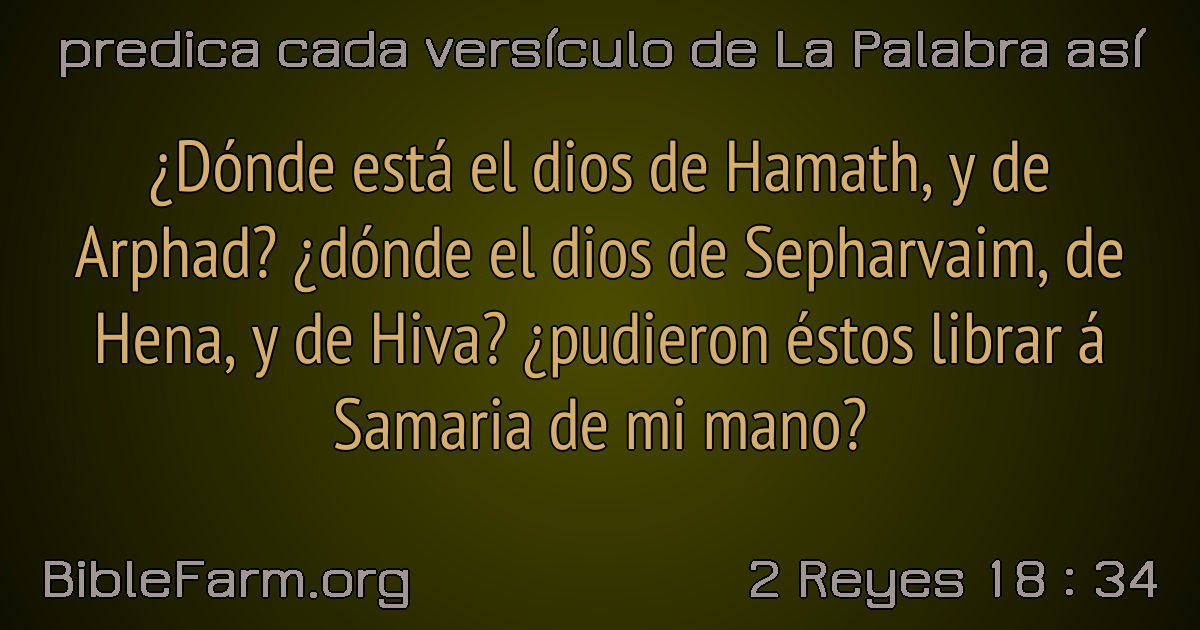 predica cada versículo de La Palabra así
¿Dónde está el dios de Hamath, y de
Arphad? ¿dónde el dios de Sepharvaim, de
Hena, y de Hiva? ¿pudieron éstos librar á
Samaria de mi mano?
BibleFarm.org
2 Reyes 18 : 34